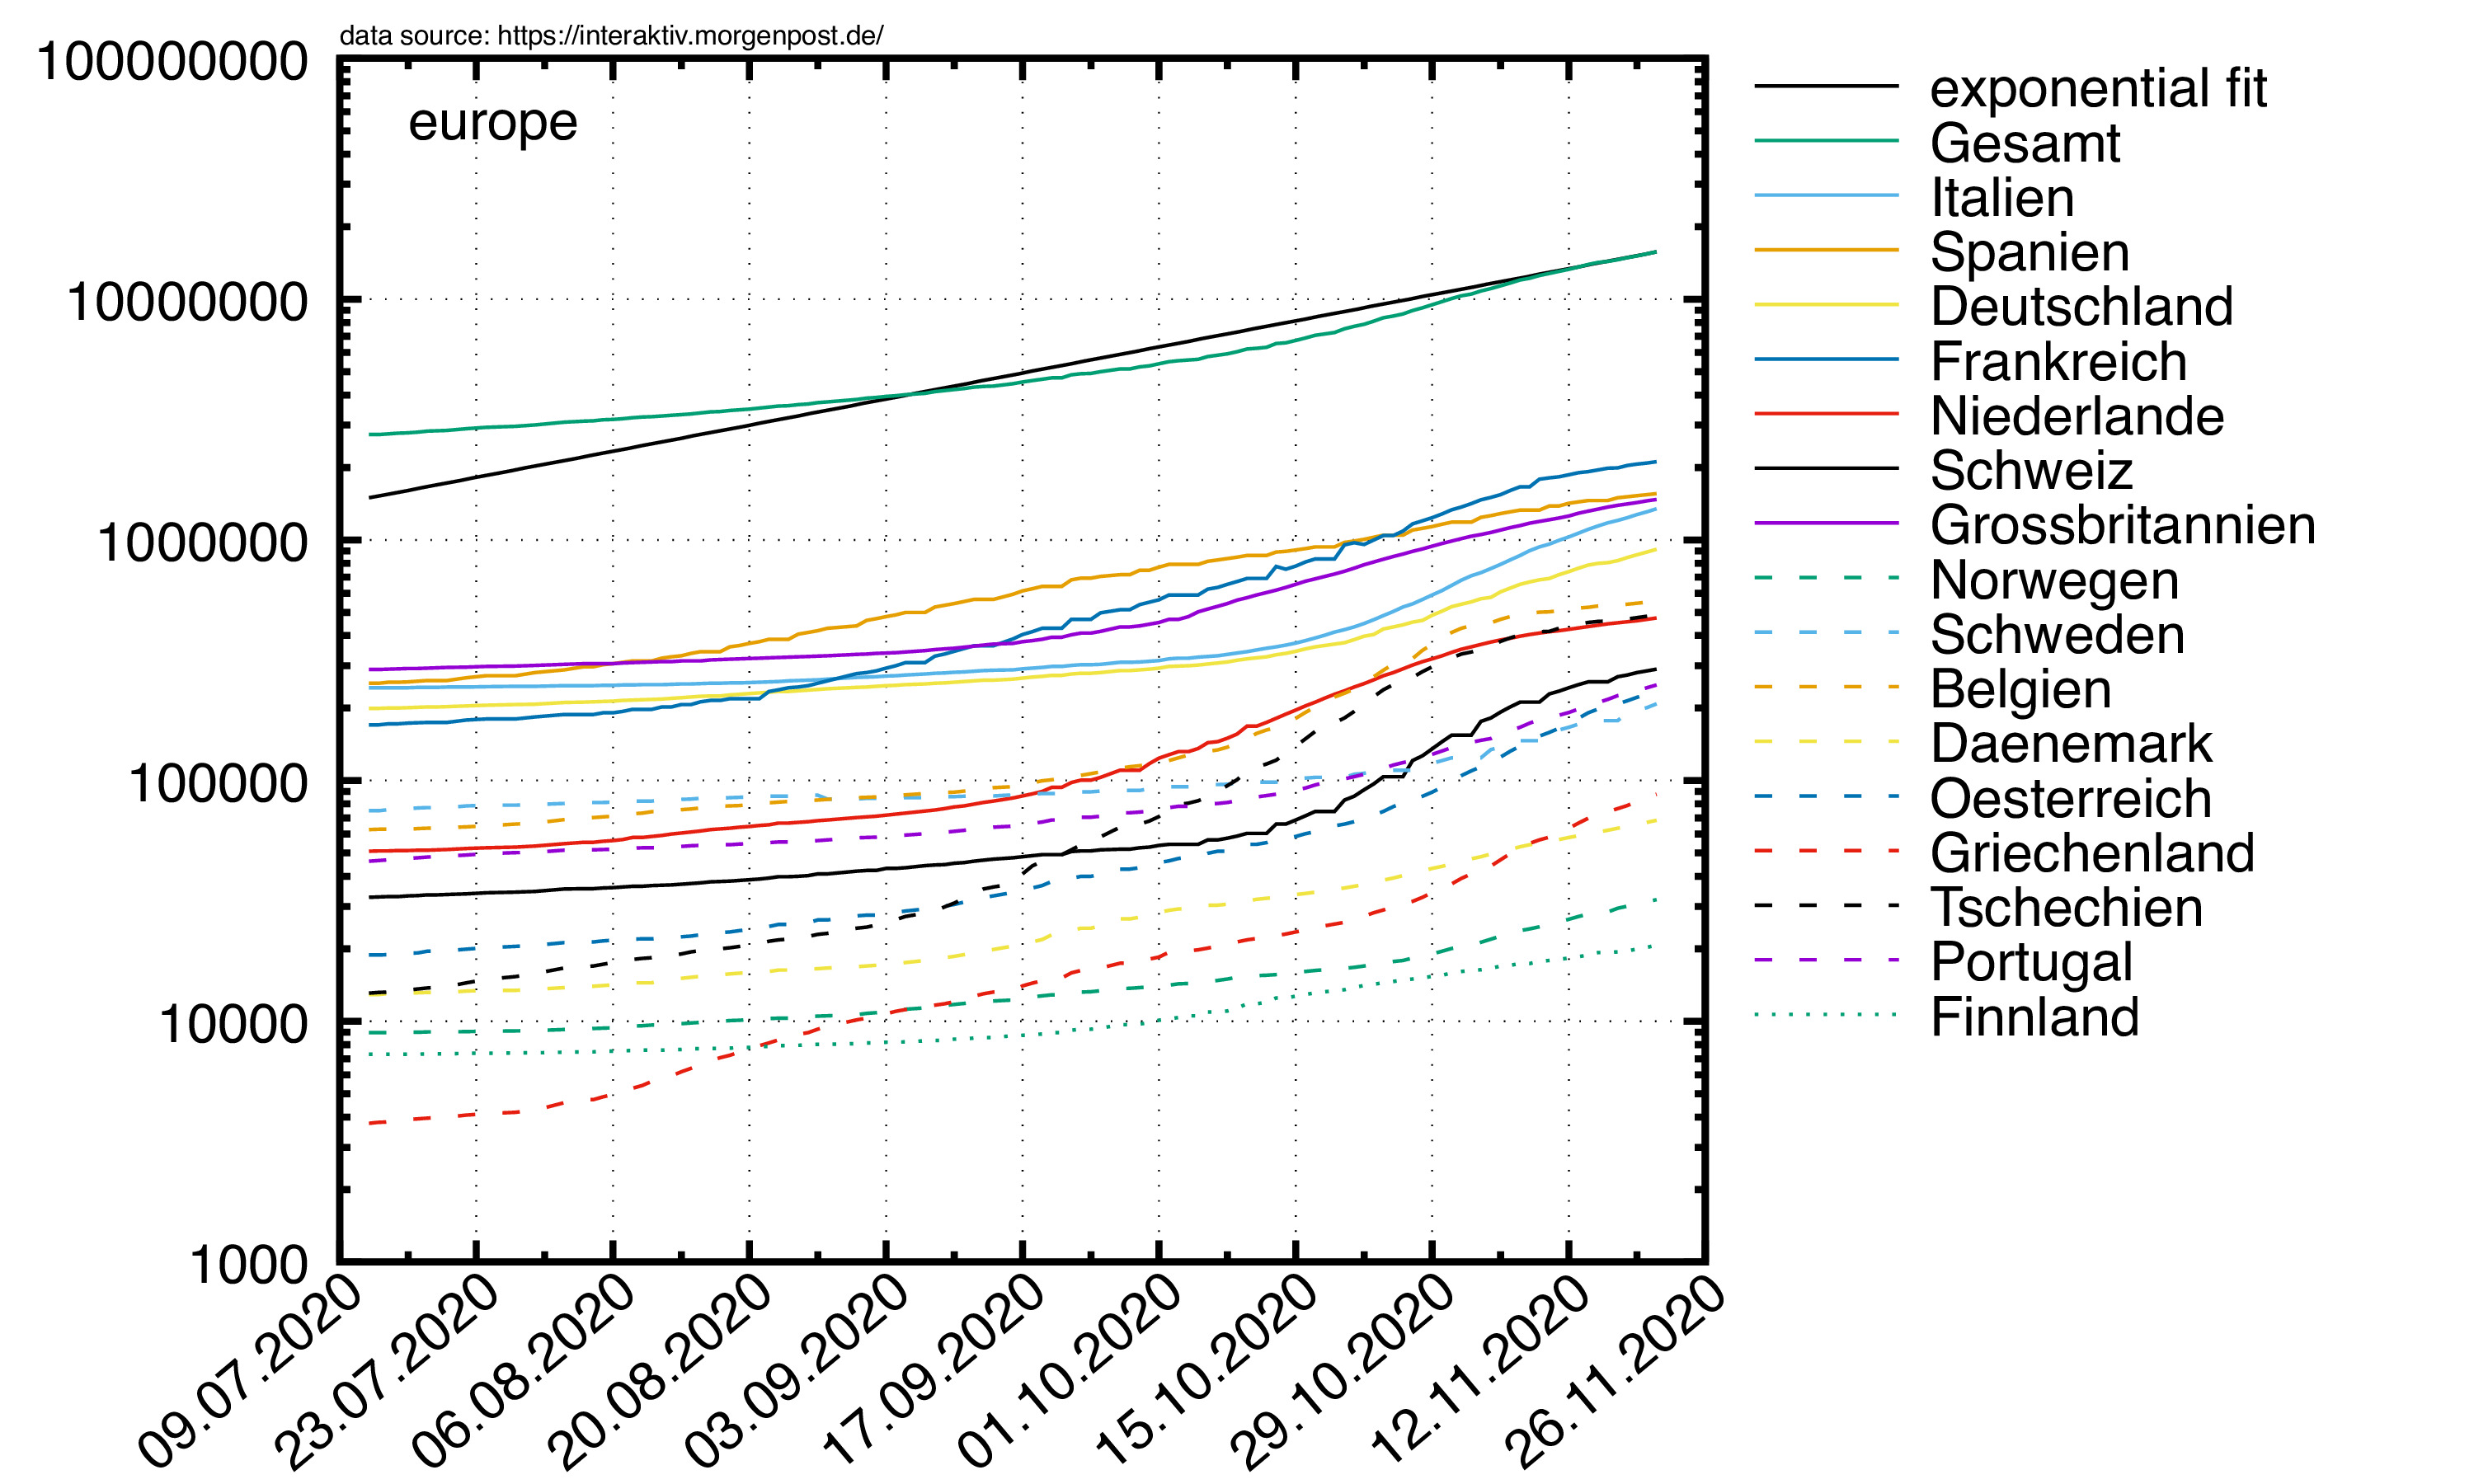 data source: https://interaktiv.morgenpost.de/
europe
100000000
10000000
1000000
100000
10000
1000
09.07.2020
23.07.2020
06.08.2020
20.08.2020
03.09.2020
17.09.2020
01.10.2020
15.10.2020
29.10.2020
12.11.2020
26.11.2020
exponential fit
Gesamt
Italien
Spanien
Deutschland
Frankreich
Niederlande
Schweiz
Grossbritannien
Norwegen
Schweden
Belgien
Daenemark
Oesterreich
Griechenland
Tschechien
Portugal
Finnland